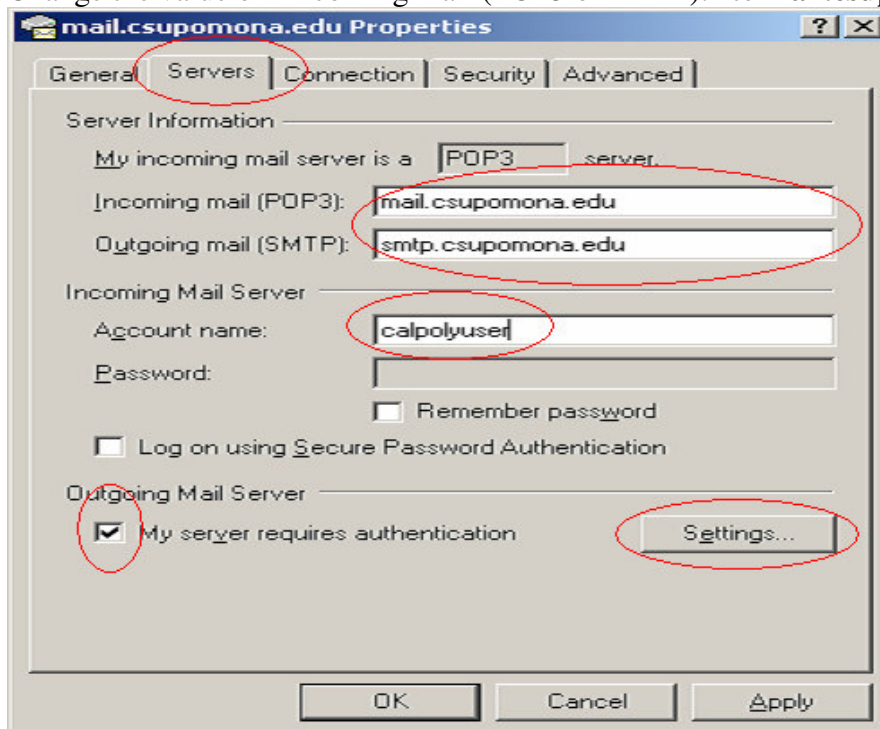 mail.csupomona.edu Properties
General Servers Connection Security Advanced
Server Information
My incoming mail server is a POP3 server.
Incoming mail (POP3): mail.csupomona.edu
Outgoing mail (SMTP): smtp.csupomona.edu
Incoming Mail Server
Account name: calpolyuser
Password:
Remember password
Log on using Secure Password Authentication
Outgoing Mail Server
My server requires authentication Settings...
OK Cancel Apply